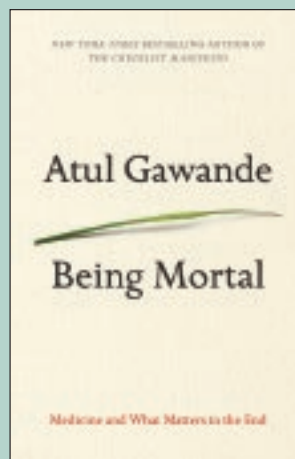 NEW YORK TIMES BESTSELLING AUTHOR OF
THE CHECKLIST MANIFESTO
Atul Gawande
Being Mortal
Medicine and What Matters in the End